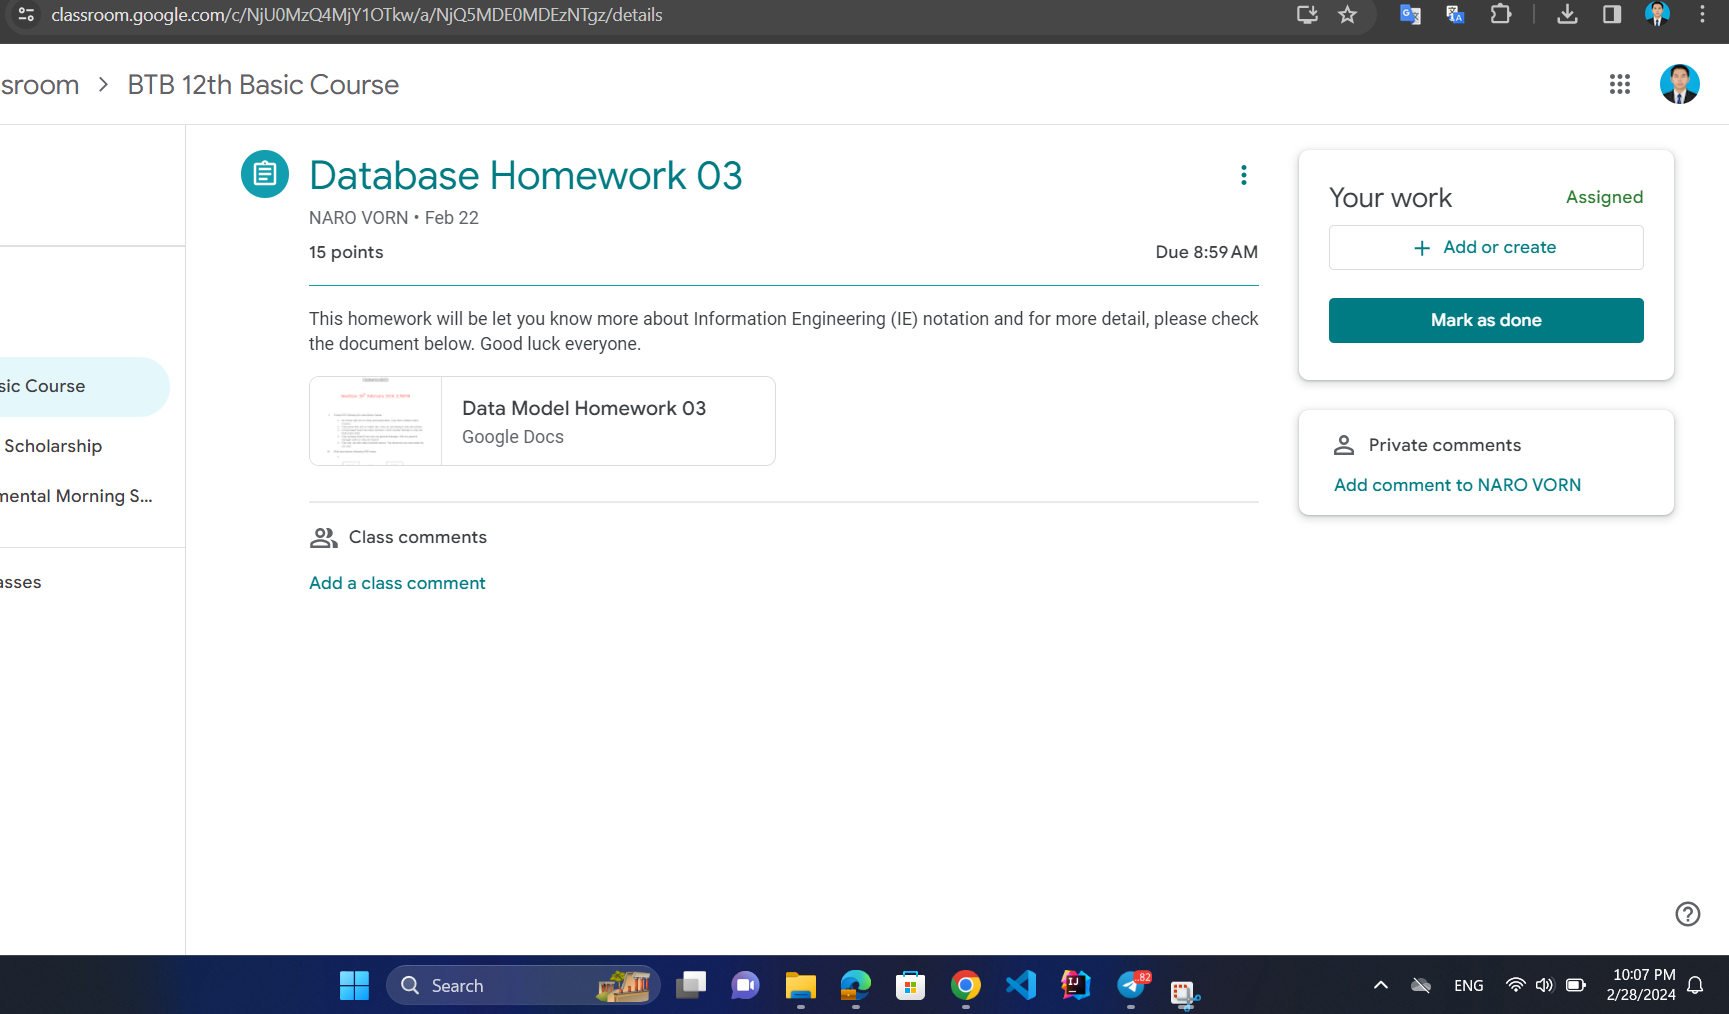 classroom.google.com/c/NjU0MzQ4MjY1OTkw/a/NjQ5MDE0MDEzNTgz/details
sroom > BTB 12th Basic Course
sic Course
Scholarship
mental Morning S...
asses
Database Homework 03
NARO VORN • Feb 22
15 points
Due 8:59 AM
This homework will be let you know more about Information Engineering (IE) notation and for more detail, please check
the document below. Good luck everyone.
Data Model Homework 03
Google Docs
Class comments
Add a class comment
Your work
Assigned
+ Add or create
Mark as done
Private comments
Add comment to NARO VORN
Search
82
ENG
10:07 PM
2/28/2024